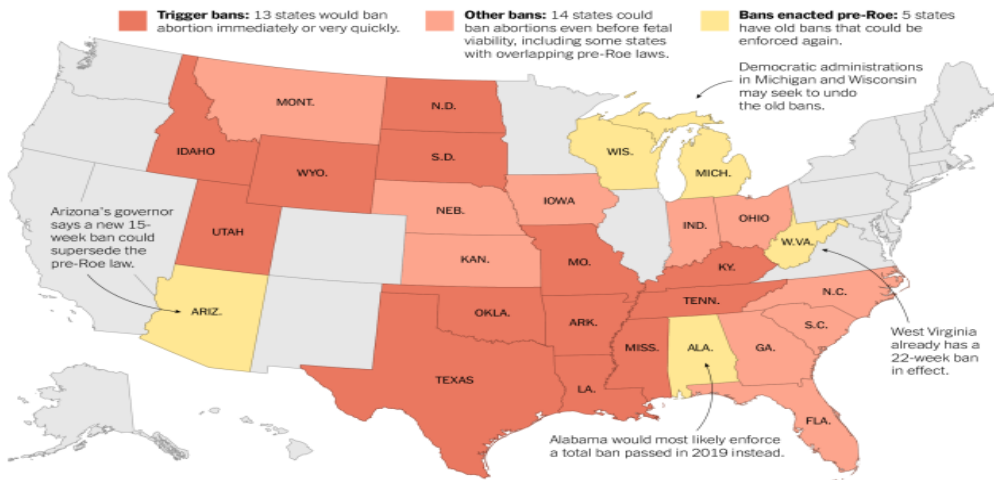 Trigger bans: 13 states would ban
abortion immediately or very quickly.
Other bans: 14 states could
ban abortions even before fetal
viability, including some states
with overlapping pre-Roe laws.
Bans enacted pre-Roe: 5 states
have old bans that could be
enforced again.
Democratic administrations
in Michigan and Wisconsin
may seek to undo
the old bans.
MONT.
N.D.
IDAHO
WYO.
S.D.
WIS.
MICH.
NEB.
IOWA
Arizona's governor
says a new 15-
week ban could
supersede the
pre-Roe law.
UTAH
IND.
OHIO
W.VA.
KAN.
MO.
KY.
ARIZ.
OKLA.
TENN.
N.C.
ARK.
S.C.
MISS.
ALA.
GA.
West Virginia
already has a
22-week ban
in effect.
TEXAS
LA.
FLA.
Alabama would most likely enforce
a total ban passed in 2019 instead.